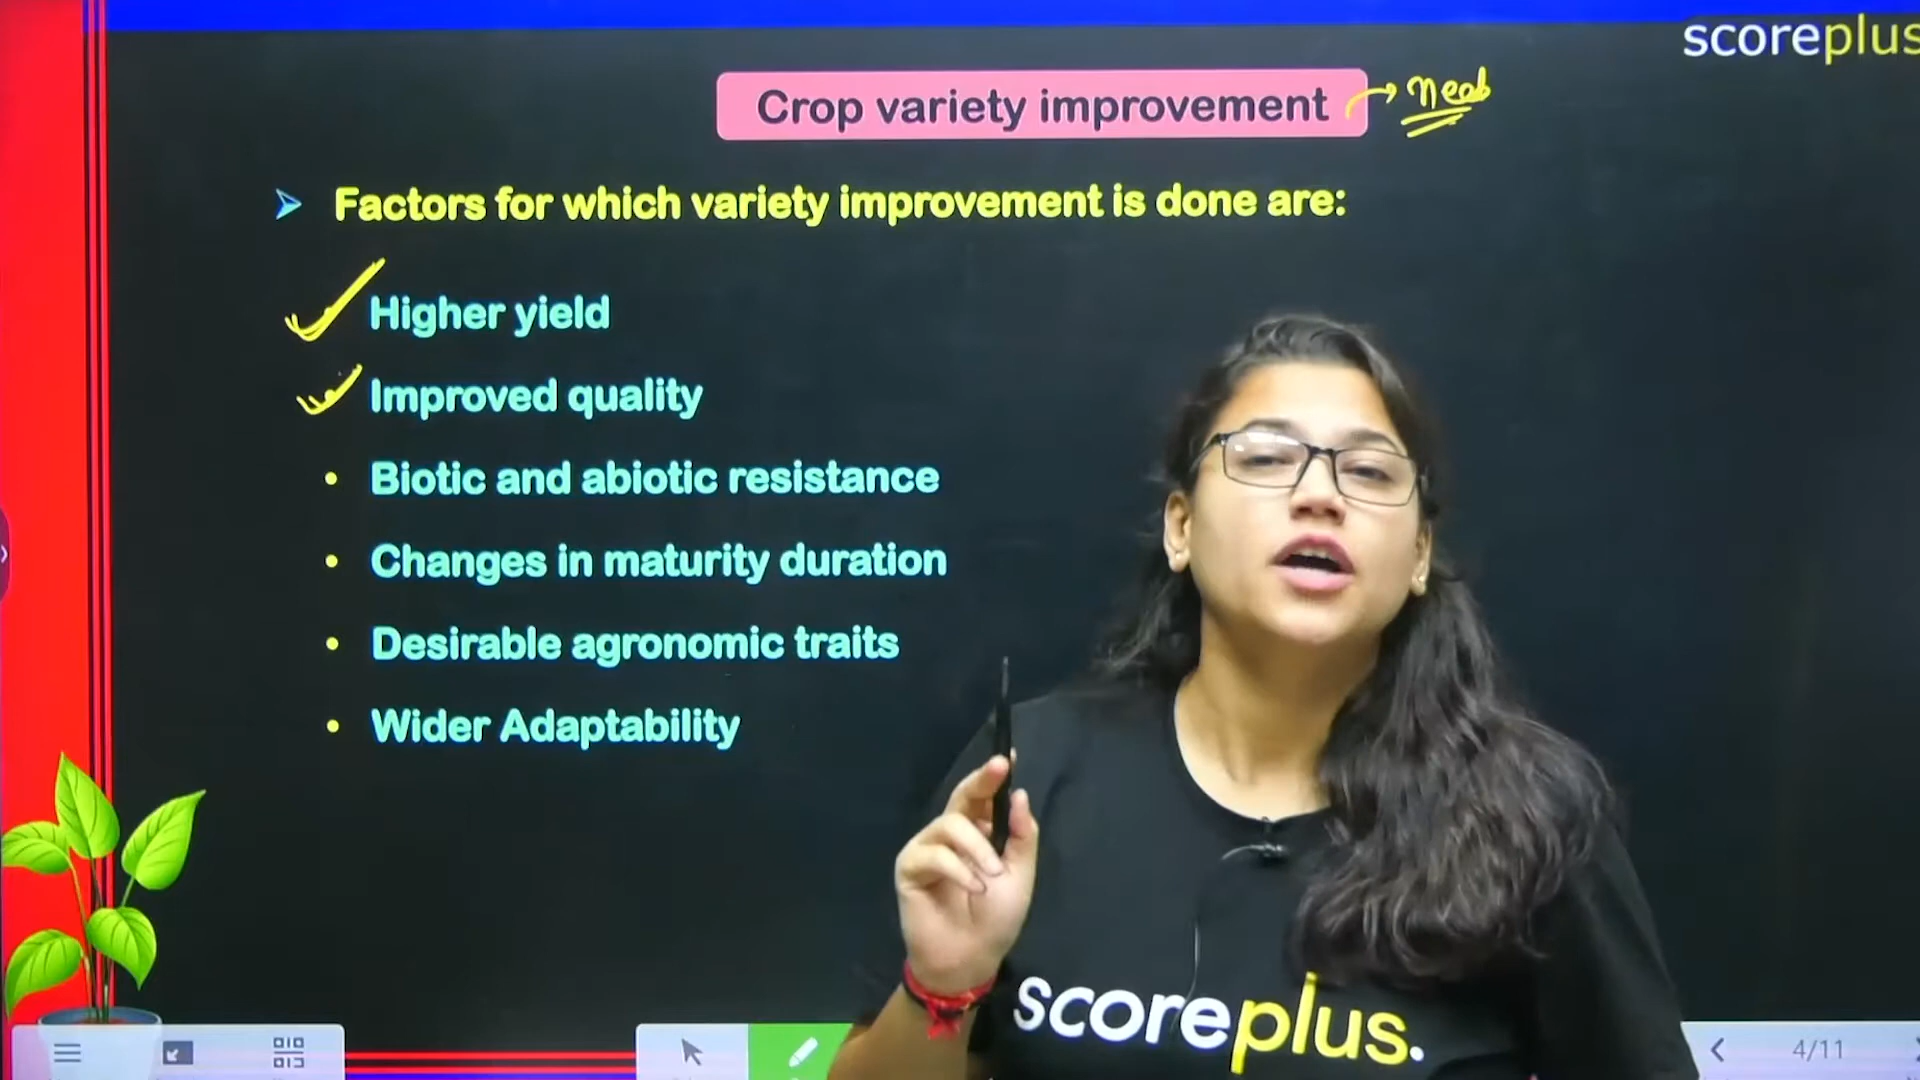 scoreplus
Crop variety improvement → need
Factors for which variety improvement is done are:
Higher yield
Improved quality
• Biotic and abiotic resistance
• Changes in maturity duration
• Desirable agronomic traits
• Wider Adaptability
scoreplus.
4/11